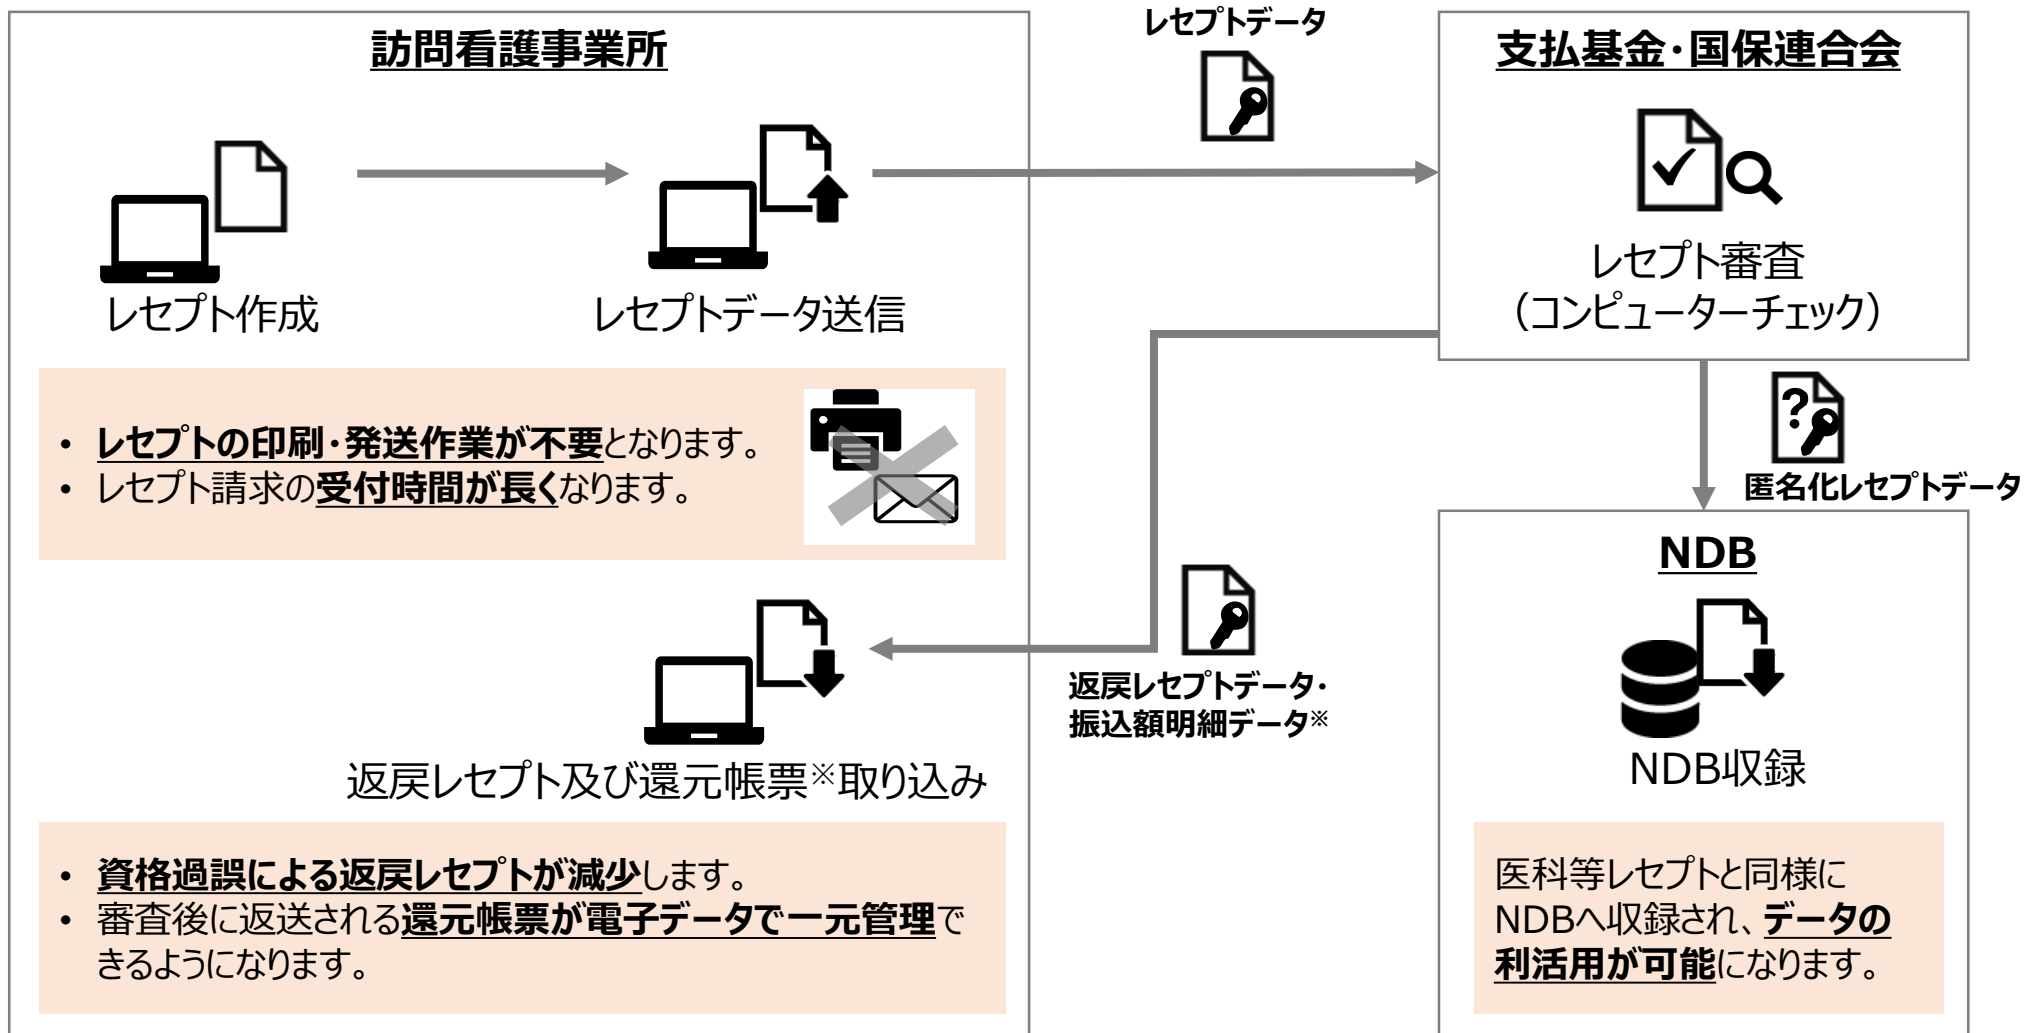 訪問看護事業所
レセプト作成
レセプトデータ送信
• レセプトの印刷・発送作業が不要となります。
• レセプト請求の受付時間が長くなります。
返戻レセプト及び還元帳票※取り込み
• 資格過誤による返戻レセプトが減少します。
• 審査後に返送される還元帳票が電子データで一元管理で
きるようになります。
レセプトデータ
返戻レセプトデータ・
振込額明細データ※
支払基金・国保連合会
レセプト審査
（コンピューターチェック）
?
匿名化レセプトデータ
NDB
NDB収録
医科等レセプトと同様に
NDBへ収録され、データの
利活用が可能になります。